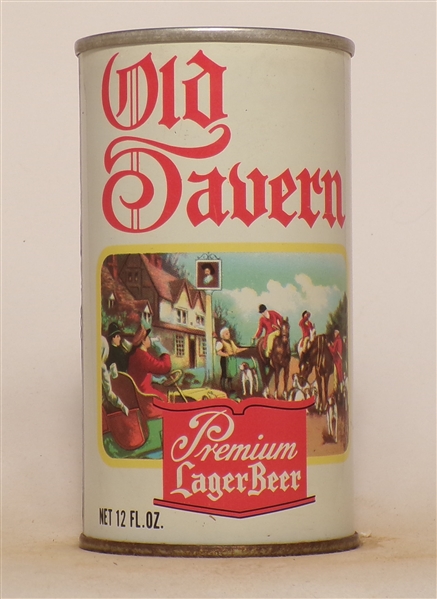 Old
Tavern
Premium
Lager Beer
NET 12 FL.OZ.